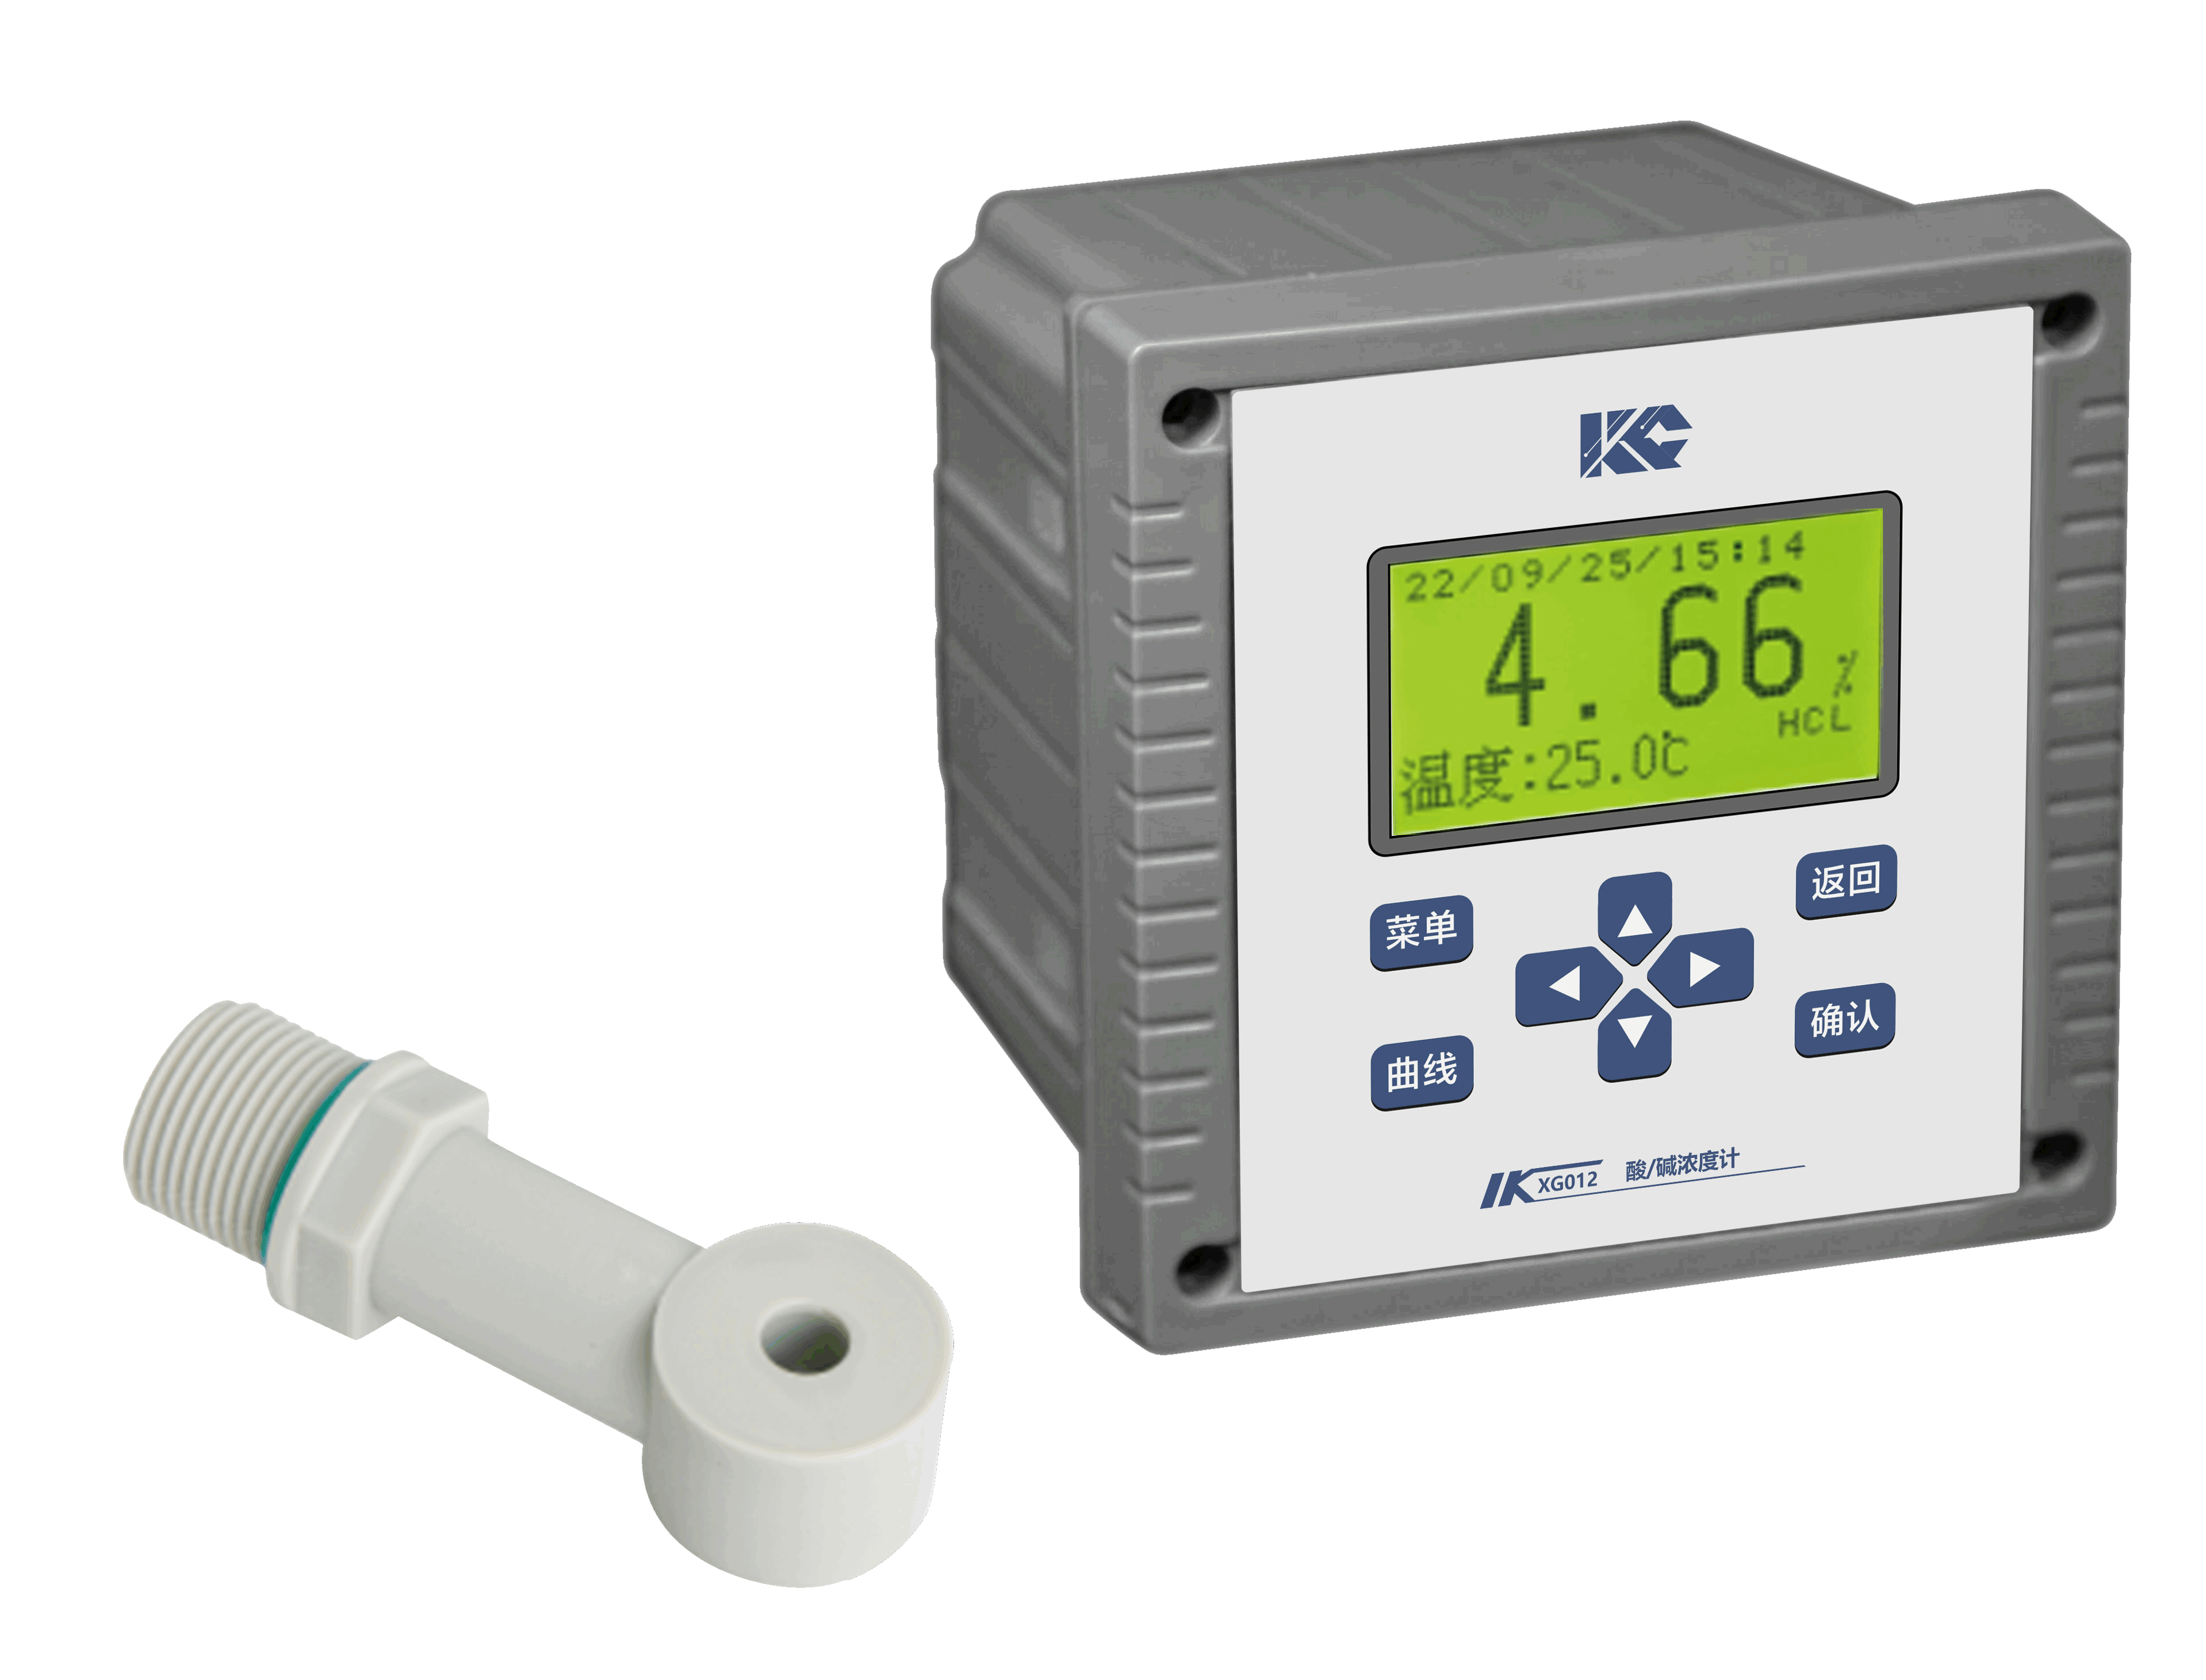 KC
22/09/25/15:14
4.66%
HCL
温度:25.0℃
菜单
返回
曲线
确认
K XG012 酸/碱浓度计